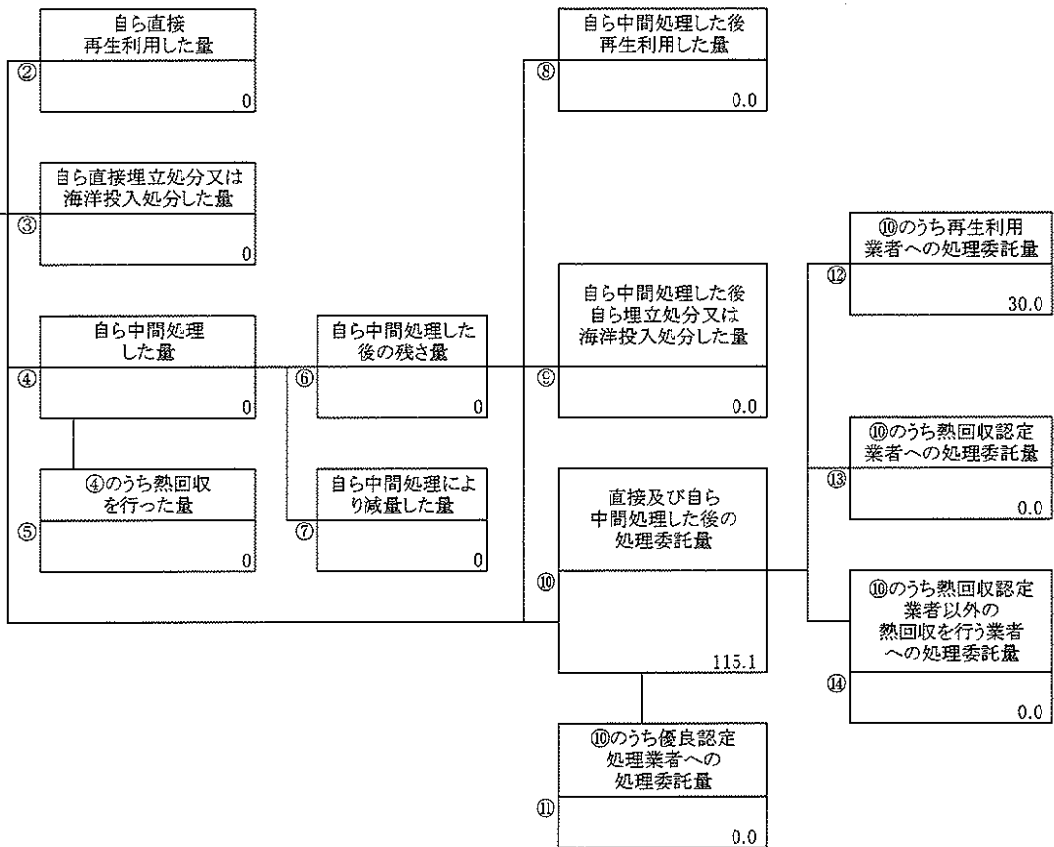 自ら直接
再生利用した量
②
0
自ら直接埋立処分又は
海洋投入処分した量
③
0
自ら中間処理
した量
④
0
④のうち熱回収
を行った量
⑤
0
自ら中間処理した
後の残さ量
⑥
0
自ら中間処理によ
り減量した量
⑦
0
自ら中間処理した後
再生利用した量
⑧
0.0
自ら中間処理した後
自ら埋立処分又は
海洋投入処分した量
⑨
0.0
直接及び自ら
中間処理した後の
処理委託量
⑩
115.1
⑩のうち優良認定
処理業者への
処理委託量
⑪
0.0
⑩のうち再生利用
業者への処理委託量
⑫
30.0
⑩のうち熱回収認定
業者への処理委託量
⑬
0.0
⑩のうち熱回収認定
業者以外の
熱回収を行う業者
への処理委託量
⑭
0.0